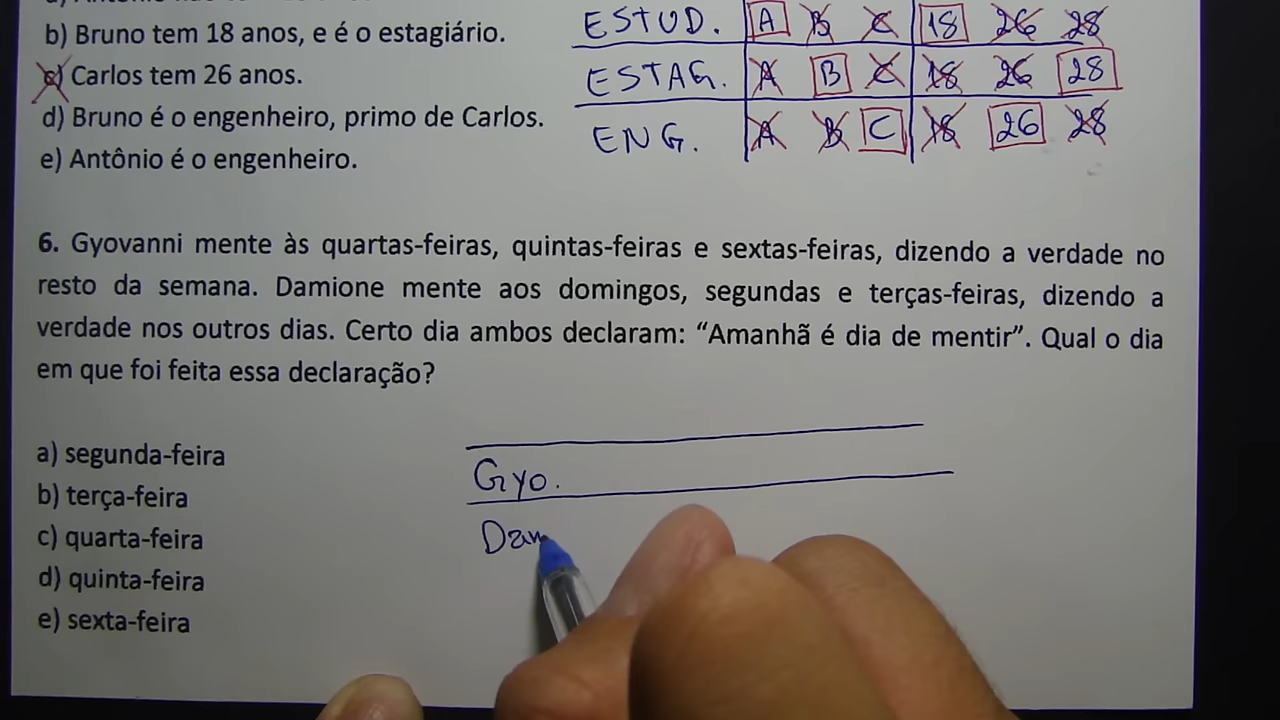 b) Bruno tem 18 anos, e é o estagiário.
c) Carlos tem 26 anos.
d) Bruno é o engenheiro, primo de Carlos.
e) Antônio é o engenheiro.
ESTUD. A B C 18 26 28
ESTAG. A B C 18 26 28
ENG. A B C 18 26 28
6. Gyovanni mente às quartas-feiras, quintas-feiras e sextas-feiras, dizendo a verdade no
resto da semana. Damione mente aos domingos, segundas e terças-feiras, dizendo a
verdade nos outros dias. Certo dia ambos declaram: “Amanhã é dia de mentir”. Qual o dia
em que foi feita essa declaração?
a) segunda-feira
b) terça-feira
c) quarta-feira
d) quinta-feira
e) sexta-feira
Gyo.
Dam